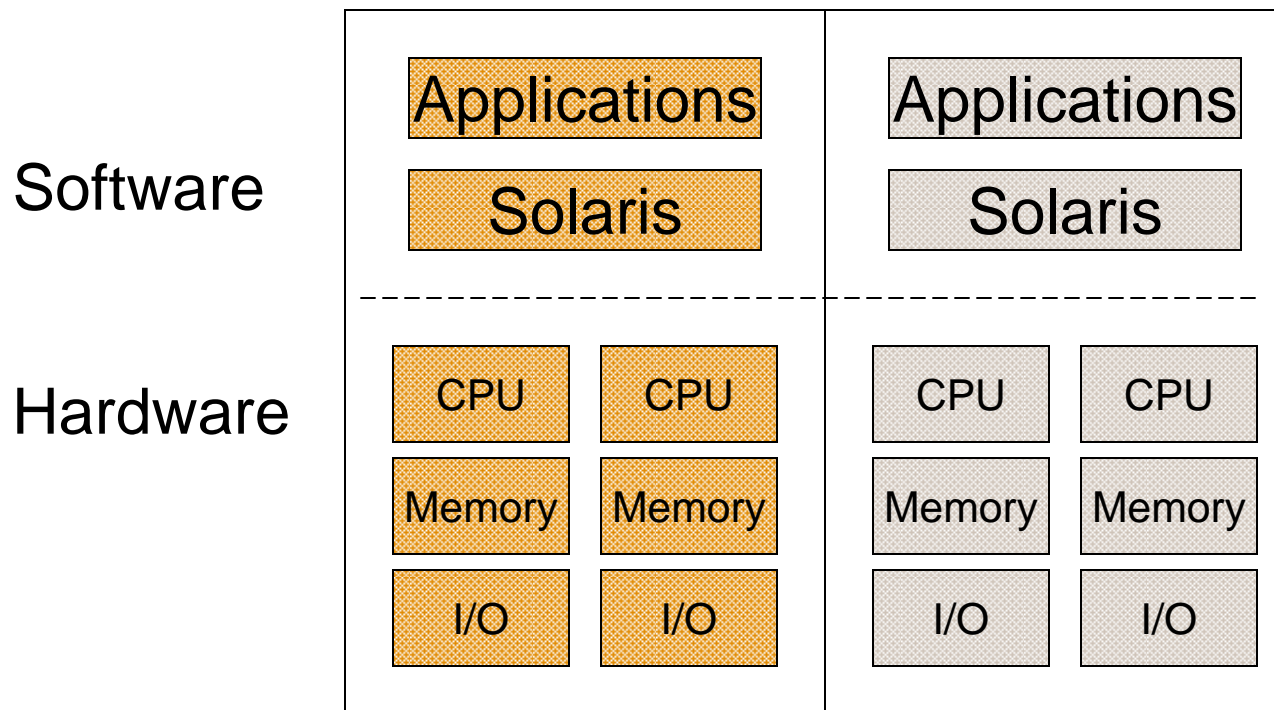 Applications Applications
Software
Solaris Solaris
Hardware
CPU CPU CPU CPU
Memory Memory Memory Memory
I/O I/O I/O I/O